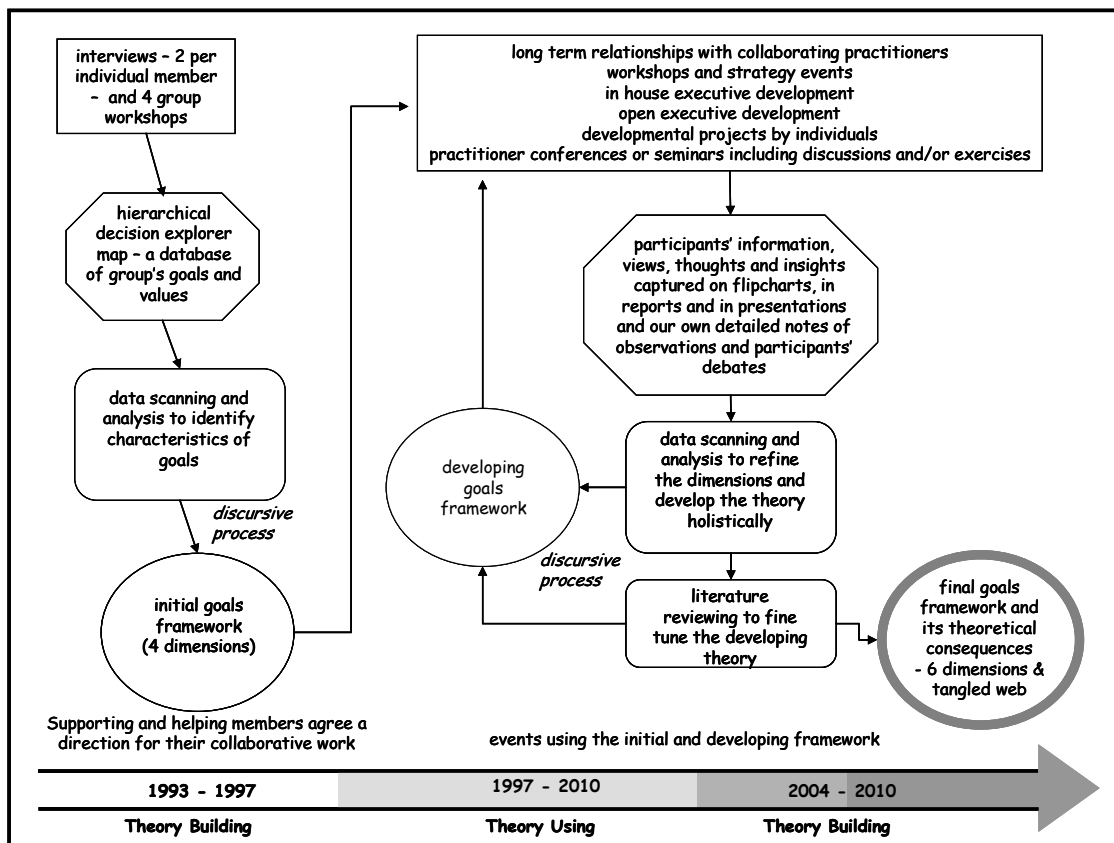 interviews – 2 per
individual member
– and 4 group
workshops
hierarchical
decision explorer
map – a database
of group's goals and
values
data scanning and
analysis to identify
characteristics of
goals
discursive
process
initial goals
framework
(4 dimensions)
Supporting and helping members agree a
direction for their collaborative work
long term relationships with collaborating practitioners
workshops and strategy events
in house executive development
open executive development
developmental projects by individuals
practitioner conferences or seminars including discussions and/or exercises
participants' information,
views, thoughts and insights
captured on flipcharts, in
reports and in presentations
and our own detailed notes of
observations and participants'
debates
data scanning and
analysis to refine
the dimensions and
develop the theory
holistically
developing
goals
framework
discursive
process
literature
reviewing to fine
tune the developing
theory
final goals
framework and
its theoretical
consequences
- 6 dimensions &
tangled web
events using the initial and developing framework
1993 - 1997
1997 - 2010
2004 - 2010
Theory Building
Theory Using
Theory Building